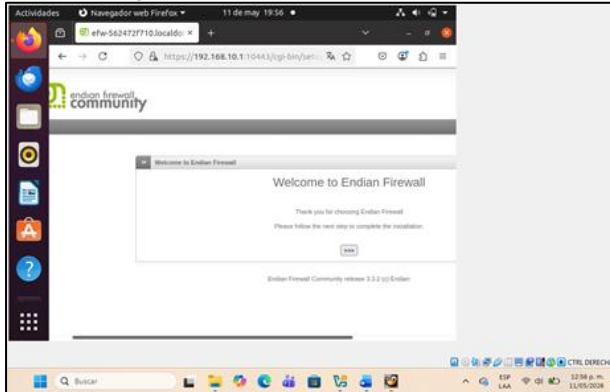 Actividades
Navegador web Firefox
11 de may 19:56
efw-562472f710.localdo
https://192.168.10.1:10443/cgi-bin/
endian firewall
community
Welcome to Endian Firewall
Welcome to Endian Firewall
Thank you for choosing Endian Firewall
Please follow the next step to complete the installation.
>>>
Endian Firewall Community release 3.3.2 (c) Endian
CTRL DERECH
Buscar
ESP
LAA
12:56 p. m.
11/05/2026